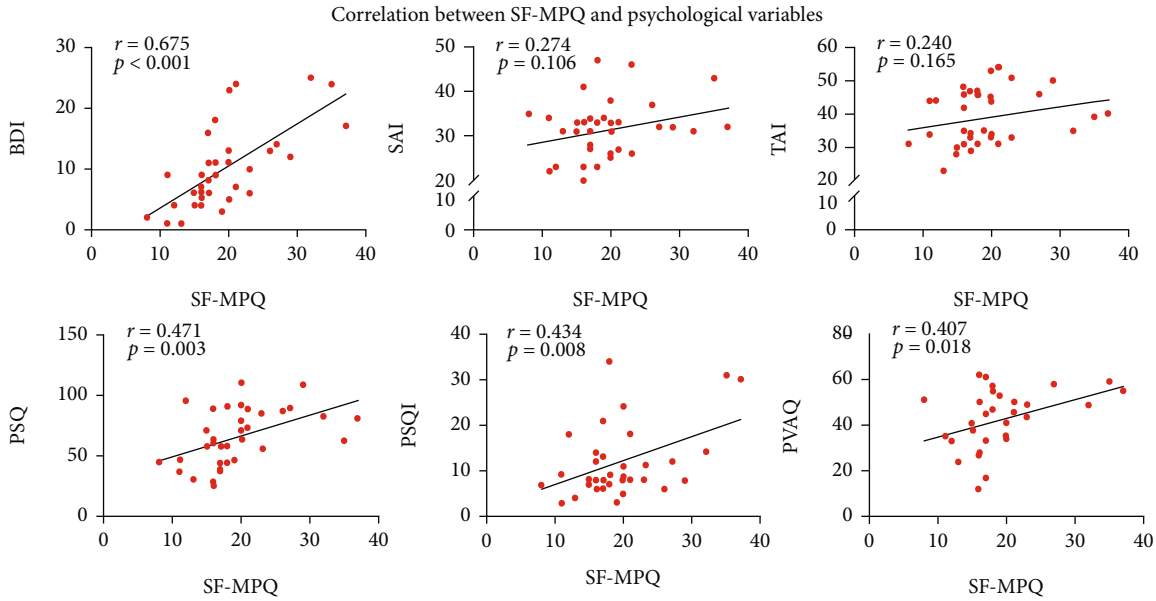 Correlation between SF-MPQ and psychological variables
r = 0.675
p < 0.001
30
20
10
0
BDI
0 10 20 30 40
SF-MPQ
r = 0.274
p = 0.106
50
40
30
20
10
0
SAI
0 10 20 30 40
SF-MPQ
r = 0.240
p = 0.165
60
50
40
30
20
10
0
TAI
0 10 20 30 40
SF-MPQ
r = 0.471
p = 0.003
150
100
50
0
PSQ
0 10 20 30 40
SF-MPQ
r = 0.434
p = 0.008
40
30
20
10
0
PSQI
0 10 20 30 40
SF-MPQ
r = 0.407
p = 0.018
80
60
40
20
0
PVAQ
0 10 20 30 40
SF-MPQ